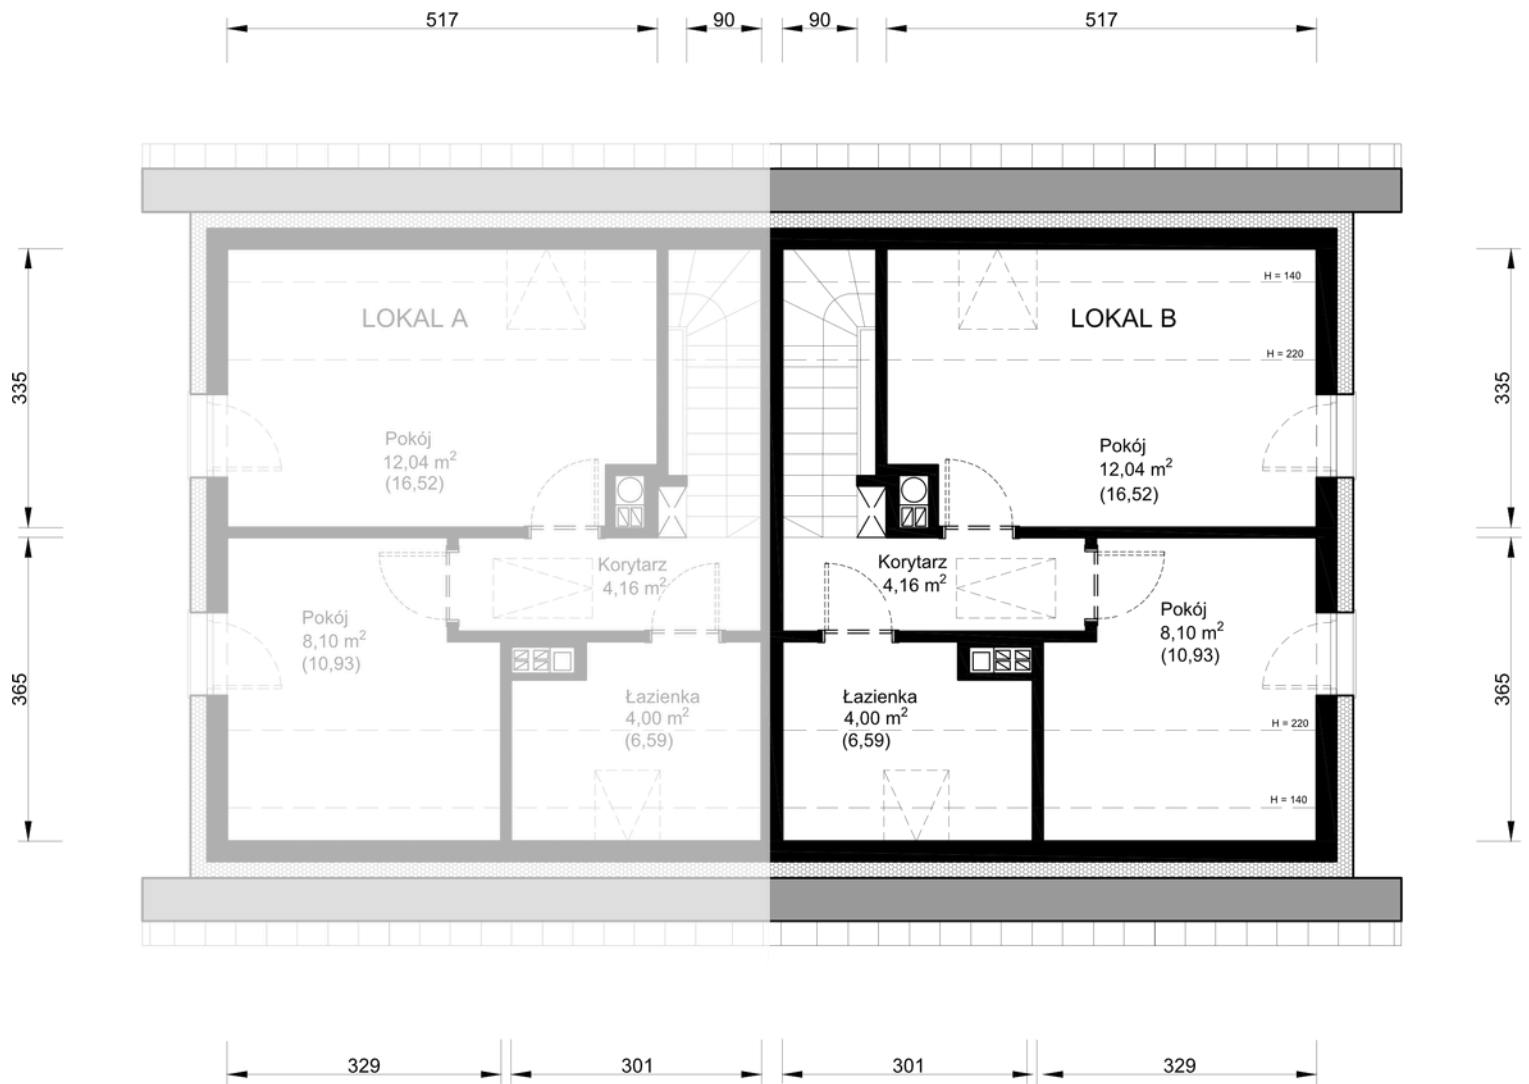 517
90
90
517
LOKAL A
LOKAL B
H = 140
H = 220
335
335
Pokój
12,04 m²
(16,52)
Pokój
12,04 m²
(16,52)
Korytarz
4,16 m²
Korytarz
4,16 m²
Pokój
8,10 m²
(10,93)
Pokój
8,10 m²
(10,93)
365
365
Łazienka
4,00 m²
(6,59)
Łazienka
4,00 m²
(6,59)
H = 220
H = 140
329
301
301
329